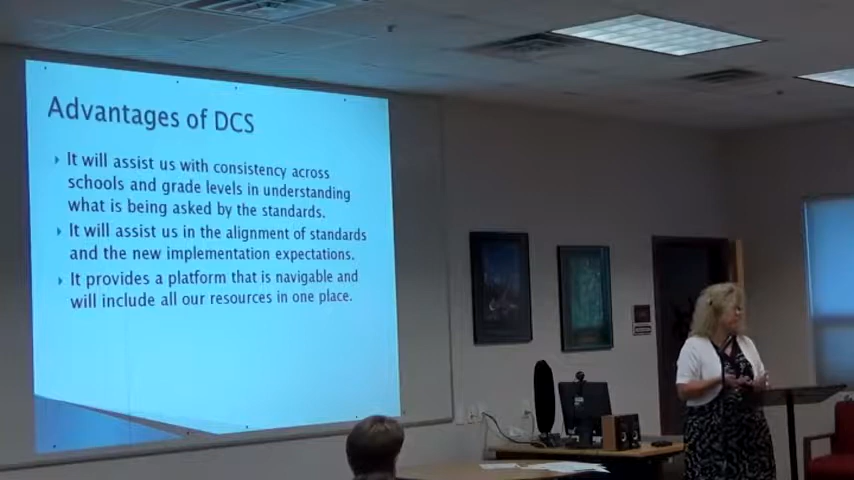 Advantages of DCS
It will assist us with consistency across
schools and grade levels in understanding
what is being asked by the standards.
It will assist us in the alignment of standards
and the new implementation expectations.
It provides a platform that is navigable and
will include all our resources in one place.